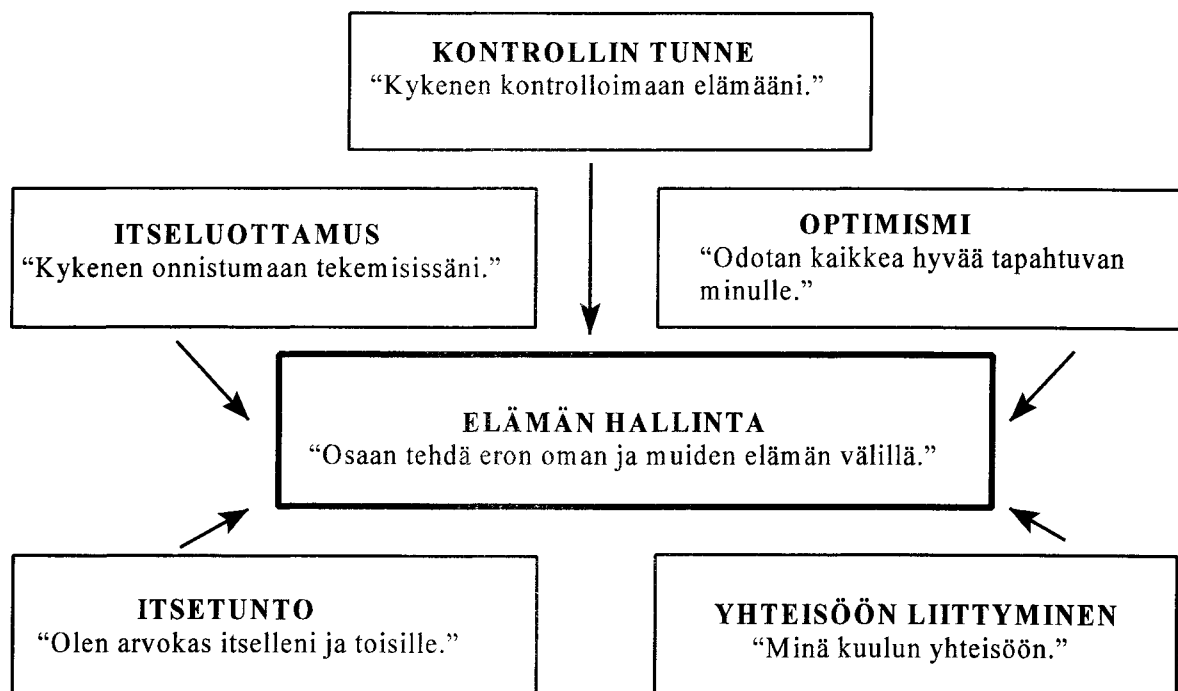 KONTROLLIN TUNNE
“Kykenen kontrolloimaan elämääni.”
ITSELUOTTAMUS
“Kykenen onnistumaan tekemisissäni.”
OPTIMISMI
“Odotan kaikkea hyvää tapahtuvan
minulle.”
ELÄMÄN HALLINTA
“Osaan tehdä eron oman ja muiden elämän välillä.”
ITSETUNTO
“Olen arvokas itselleni ja toisille.”
YHTEISÖÖN LIITTYMINEN
“Minä kuulun yhteisöön.”